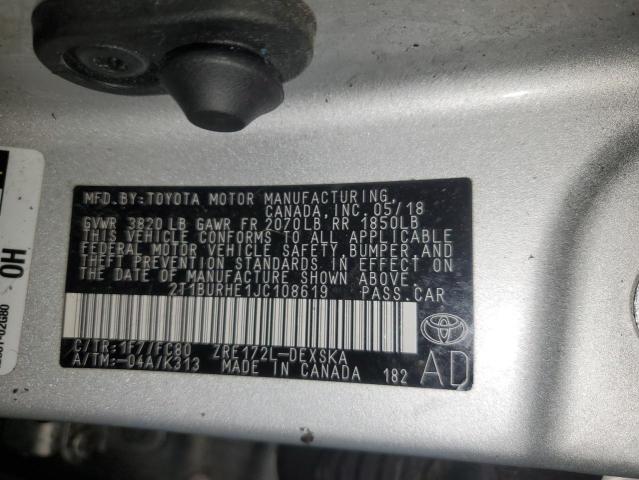 MFD.BY:TOYOTA MOTOR MANUFACTURING,
CANADA, INC. 05/18
GVWR 3820 LB GAWR FR 2070LB RR 1850LB
THIS VEHICLE CONFORMS TO ALL APPLICABLE
FEDERAL MOTOR VEHICLE SAFETY, BUMPER AND
THEFT PREVENTION STANDARDS IN EFFECT ON
THE DATE OF MANUFACTURE SHOWN ABOVE.
2T1BURHE1JC108619 PASS.CAR
C/TR:1F7/FC80 ZRE172L-DEXSKA
A/TM:-04A/K313 MADE IN CANADA 182
AD
TOYOTA
OH
-02G80